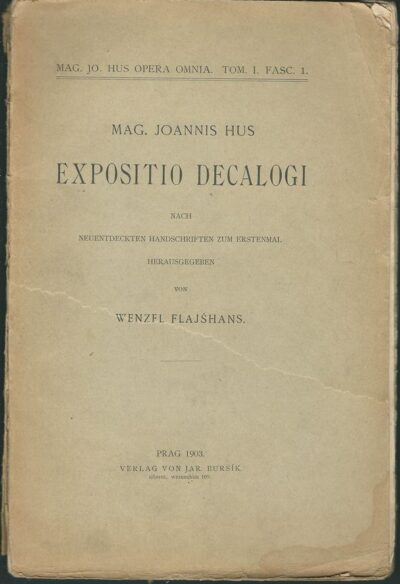 MAG. JO. HUS OPERA OMNIA. TOM. I. FASC. 1.
MAG. JOANNIS HUS
EXPOSITIO DECALOGI
NACH
NEUENTDECKTEN HANDSCHRIFTEN ZUM ERSTENMAL
HERAUSGEGEBEN
VON
WENZEL FLAJŠHANS.
PRAG 1903.
VERLAG VON JAR. BURSÍK.